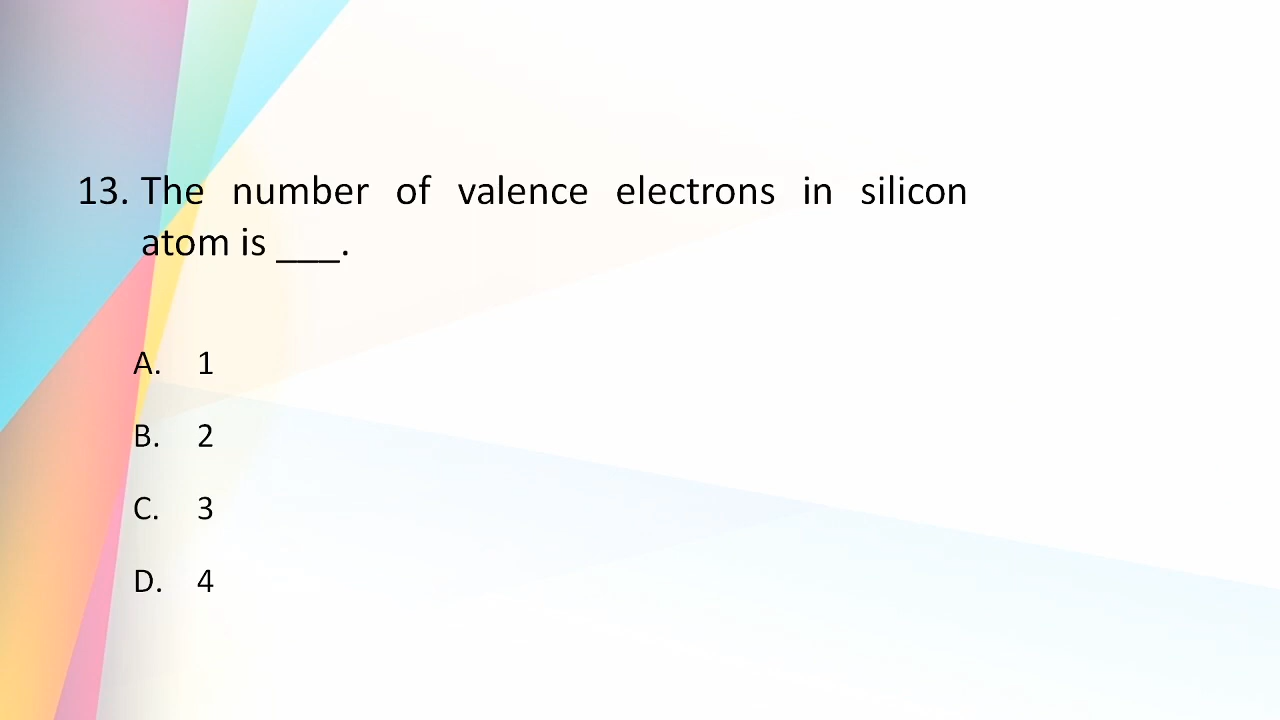 13. The number of valence electrons in silicon
atom is ___.
A. 1
B. 2
C. 3
D. 4